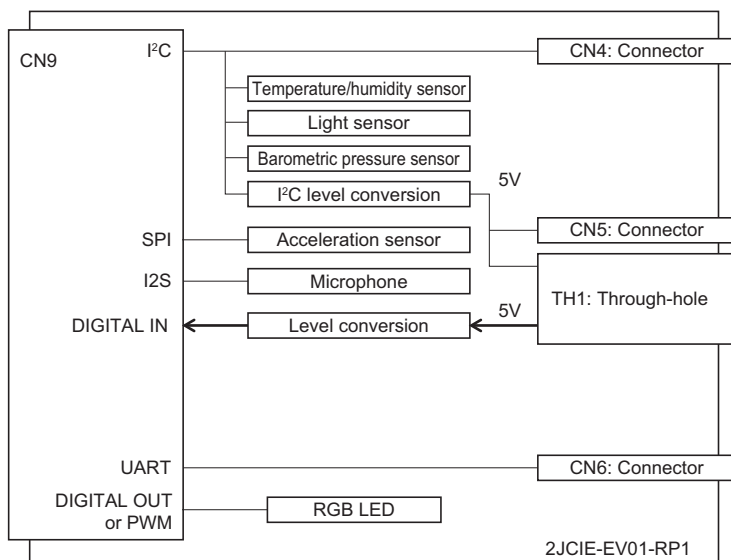 CN9
I²C
CN4: Connector
Temperature/humidity sensor
Light sensor
Barometric pressure sensor
I²C level conversion
5V
CN5: Connector
SPI
Acceleration sensor
I2S
Microphone
TH1: Through-hole
DIGITAL IN
Level conversion
5V
UART
CN6: Connector
DIGITAL OUT
or PWM
RGB LED
2JCIE-EV01-RP1